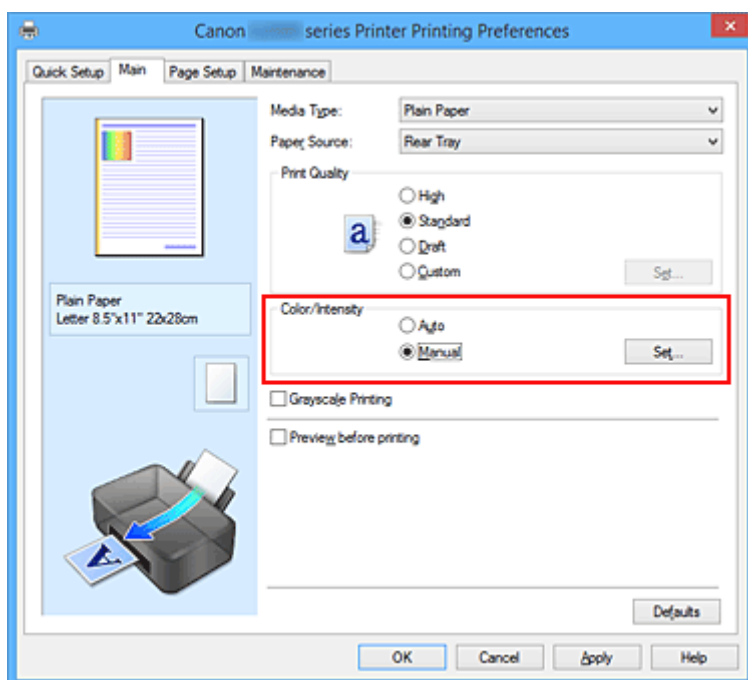 Canon series Printer Printing Preferences
Quick Setup Main Page Setup Maintenance
Media Type: Plain Paper
Paper Source: Rear Tray
Print Quality
High
Standard
Draft
Custom Set...
a
Plain Paper
Letter 8.5"x11" 22x28cm
Color/Intensity
Auto
Manual Set...
Grayscale Printing
Preview before printing
A
Defaults
OK Cancel Apply Help